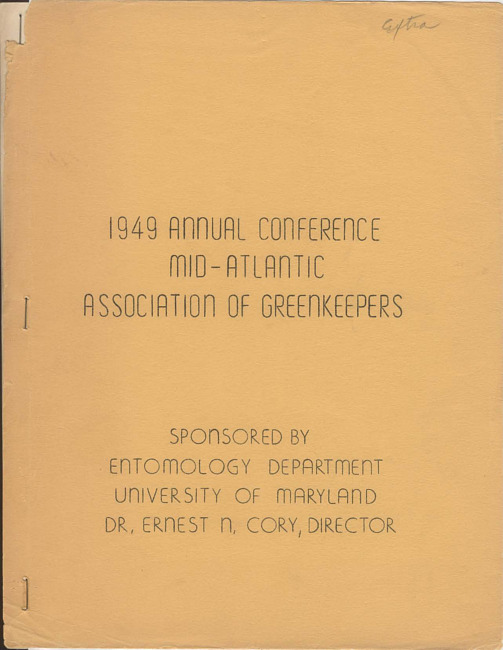 extra
1949 ANNUAL CONFERENCE
MID-ATLANTIC
ASSOCIATION OF GREENKEEPERS
SPONSORED BY
ENTOMOLOGY DEPARTMENT
UNIVERSITY OF MARYLAND
DR, ERNEST N, CORY, DIRECTOR